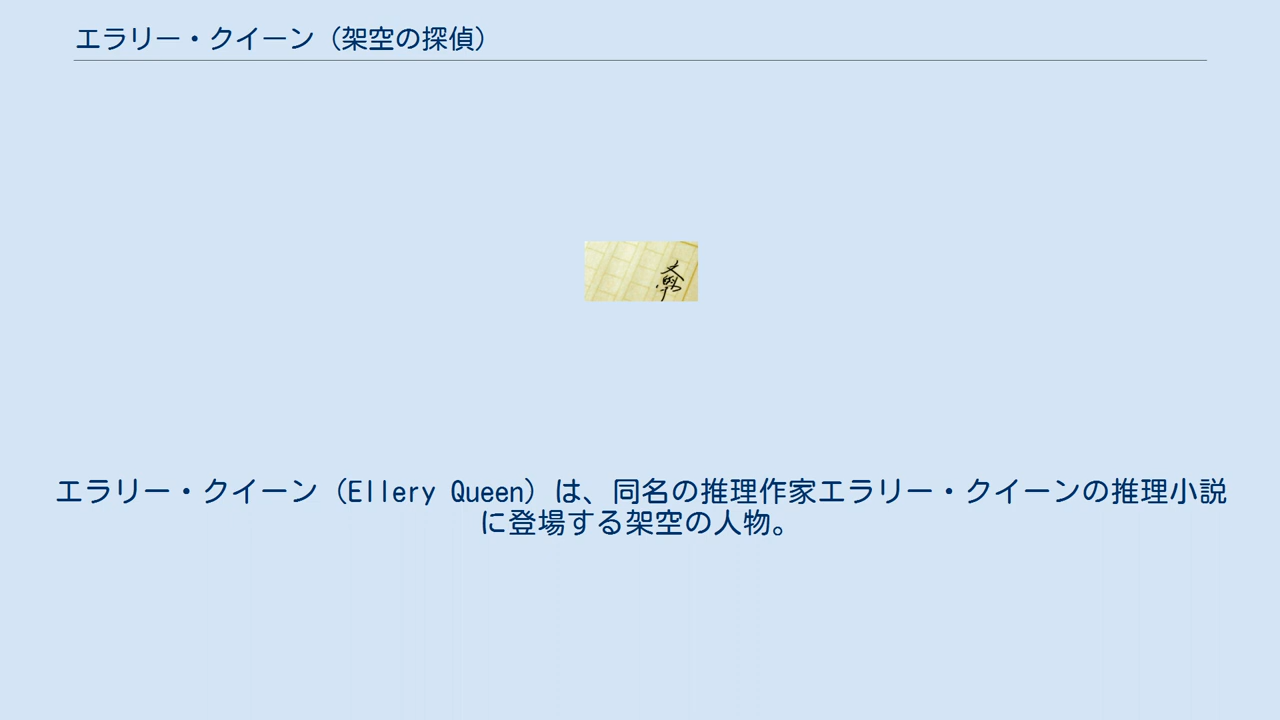 エラリー・クイーン（架空の探偵）
エラリー・クイーン（Ellery Queen）は、同名の推理作家エラリー・クイーンの推理小説
に登場する架空の人物。